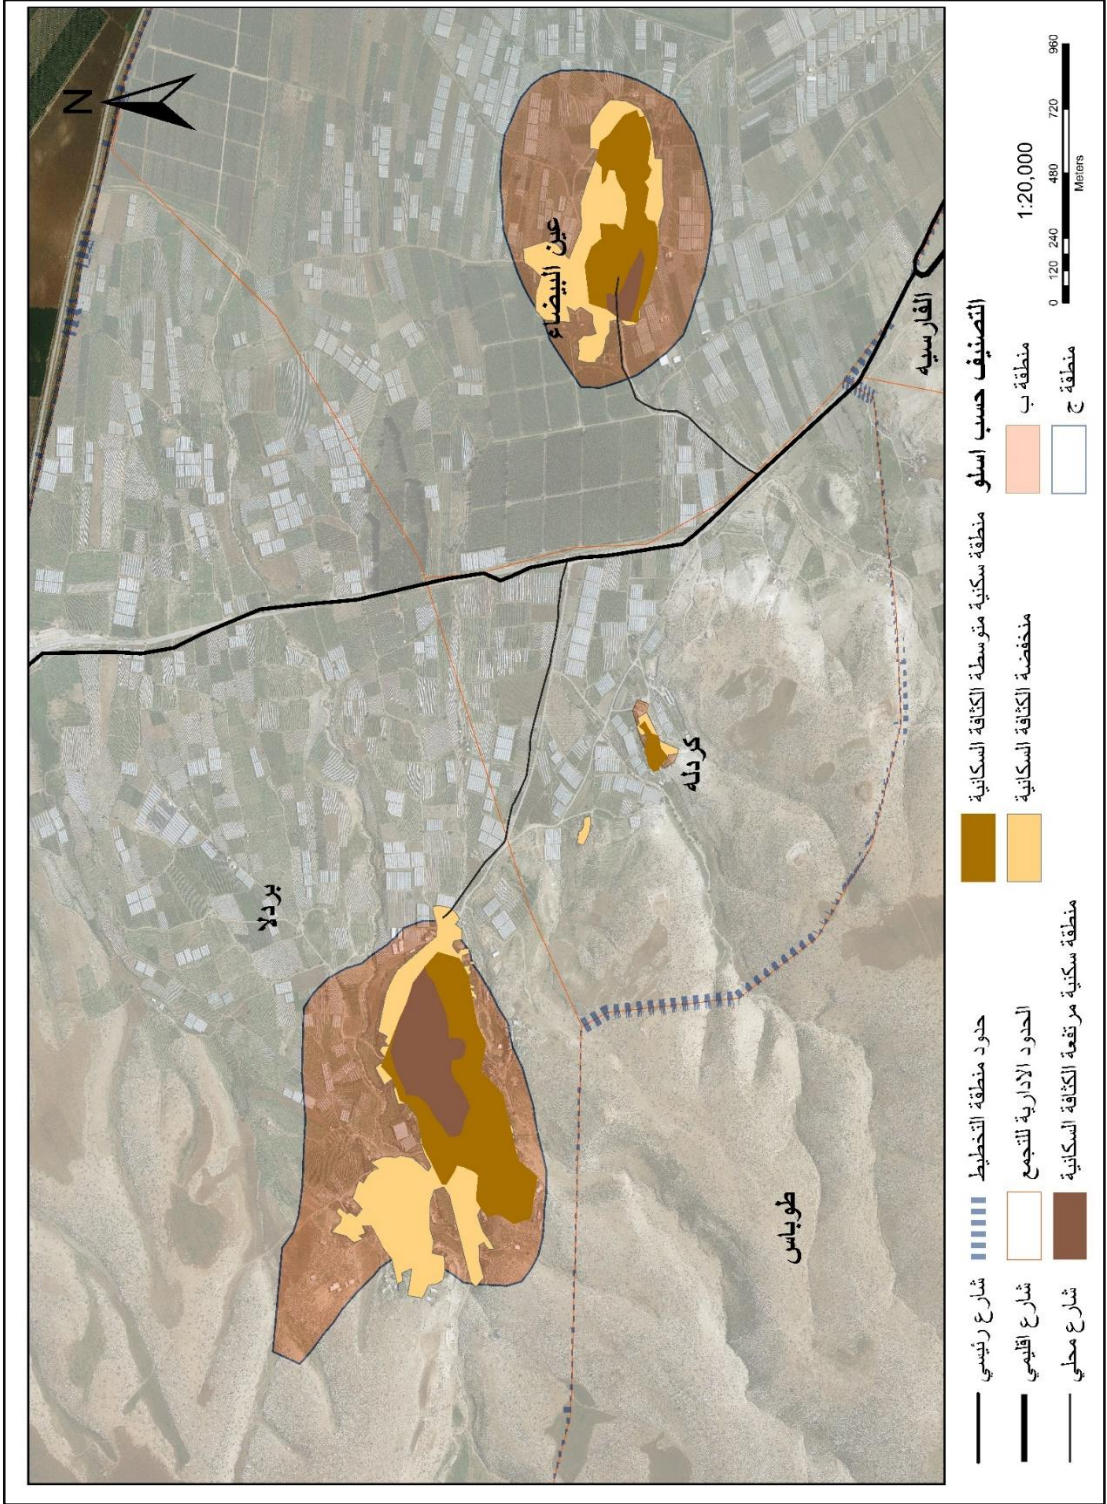 N
عين البيضاء
بردلا
كردله
طوباس
الفارسيه
1:20,000
0 120 240 480 720 960
Meters
شارع رئيسي
شارع اقليمي
شارع محلي
حدود منطقة التخطيط
الحدود الادارية للتجمع
منطقة سكنية مرتفعة الكثافة السكانية
منطقة سكنية متوسطة الكثافة السكانية
منخفضة الكثافة السكانية
التصنيف حسب اسلو
منطقة ب
منطقة ج